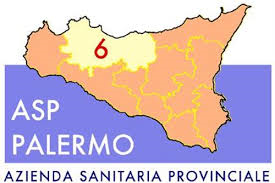 6
ASP
PALERMO
AZIENDA SANITARIA PROVINCIALE